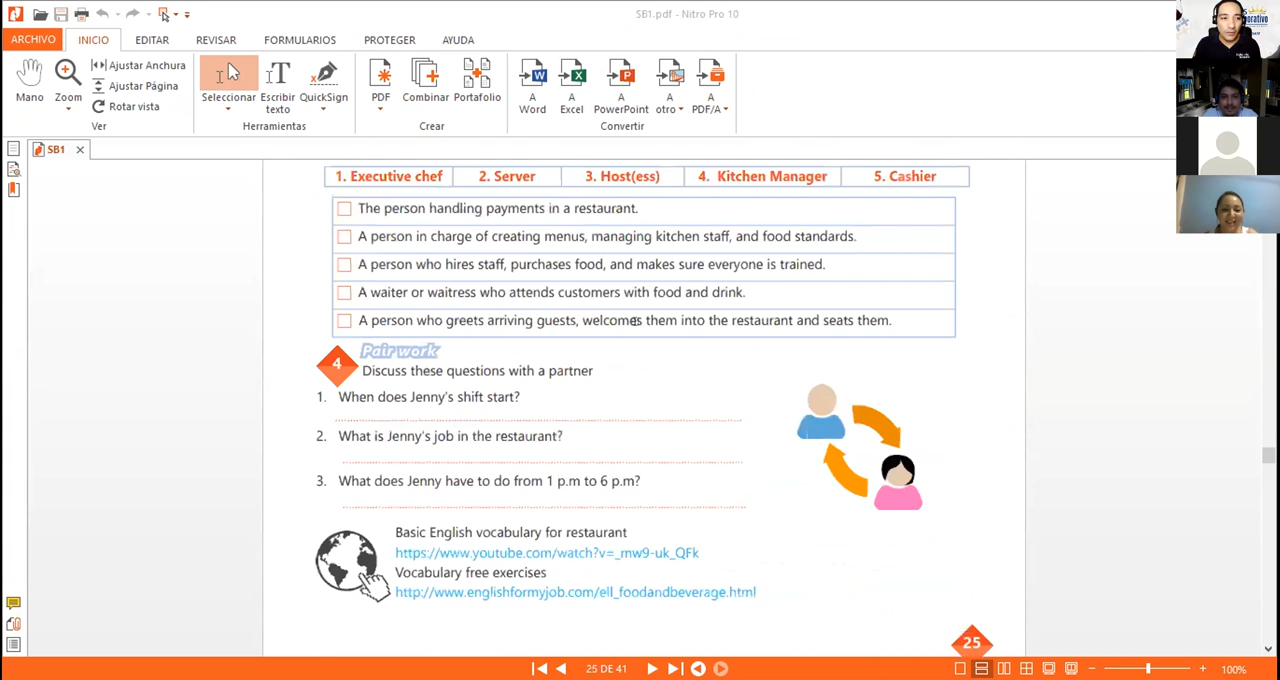 SB1.pdf - Nitro Pro 10
ARCHIVO INICIO EDITAR REVISAR FORMULARIOS PROTEGER AYUDA
Mano
Zoom
Ajustar Anchura
Ajustar Página
Rotar vista
Ver
Seleccionar
Escribir texto
QuickSign
Herramientas
PDF
Combinar
Portafolio
Crear
A Word
A Excel
A PowerPoint
A otro
A PDF/A
Convertir
SB1
1. Executive chef 2. Server 3. Host(ess) 4. Kitchen Manager 5. Cashier
The person handling payments in a restaurant.
A person in charge of creating menus, managing kitchen staff, and food standards.
A person who hires staff, purchases food, and makes sure everyone is trained.
A waiter or waitress who attends customers with food and drink.
A person who greets arriving guests, welcomes them into the restaurant and seats them.
4
Pair work
Discuss these questions with a partner
1. When does Jenny's shift start?
2. What is Jenny's job in the restaurant?
3. What does Jenny have to do from 1 p.m to 6 p.m?
Basic English vocabulary for restaurant
https://www.youtube.com/watch?v=_mw9-uk_QFk
Vocabulary free exercises
http://www.englishformyjob.com/ell_foodandbeverage.html
25
25 DE 41
100%